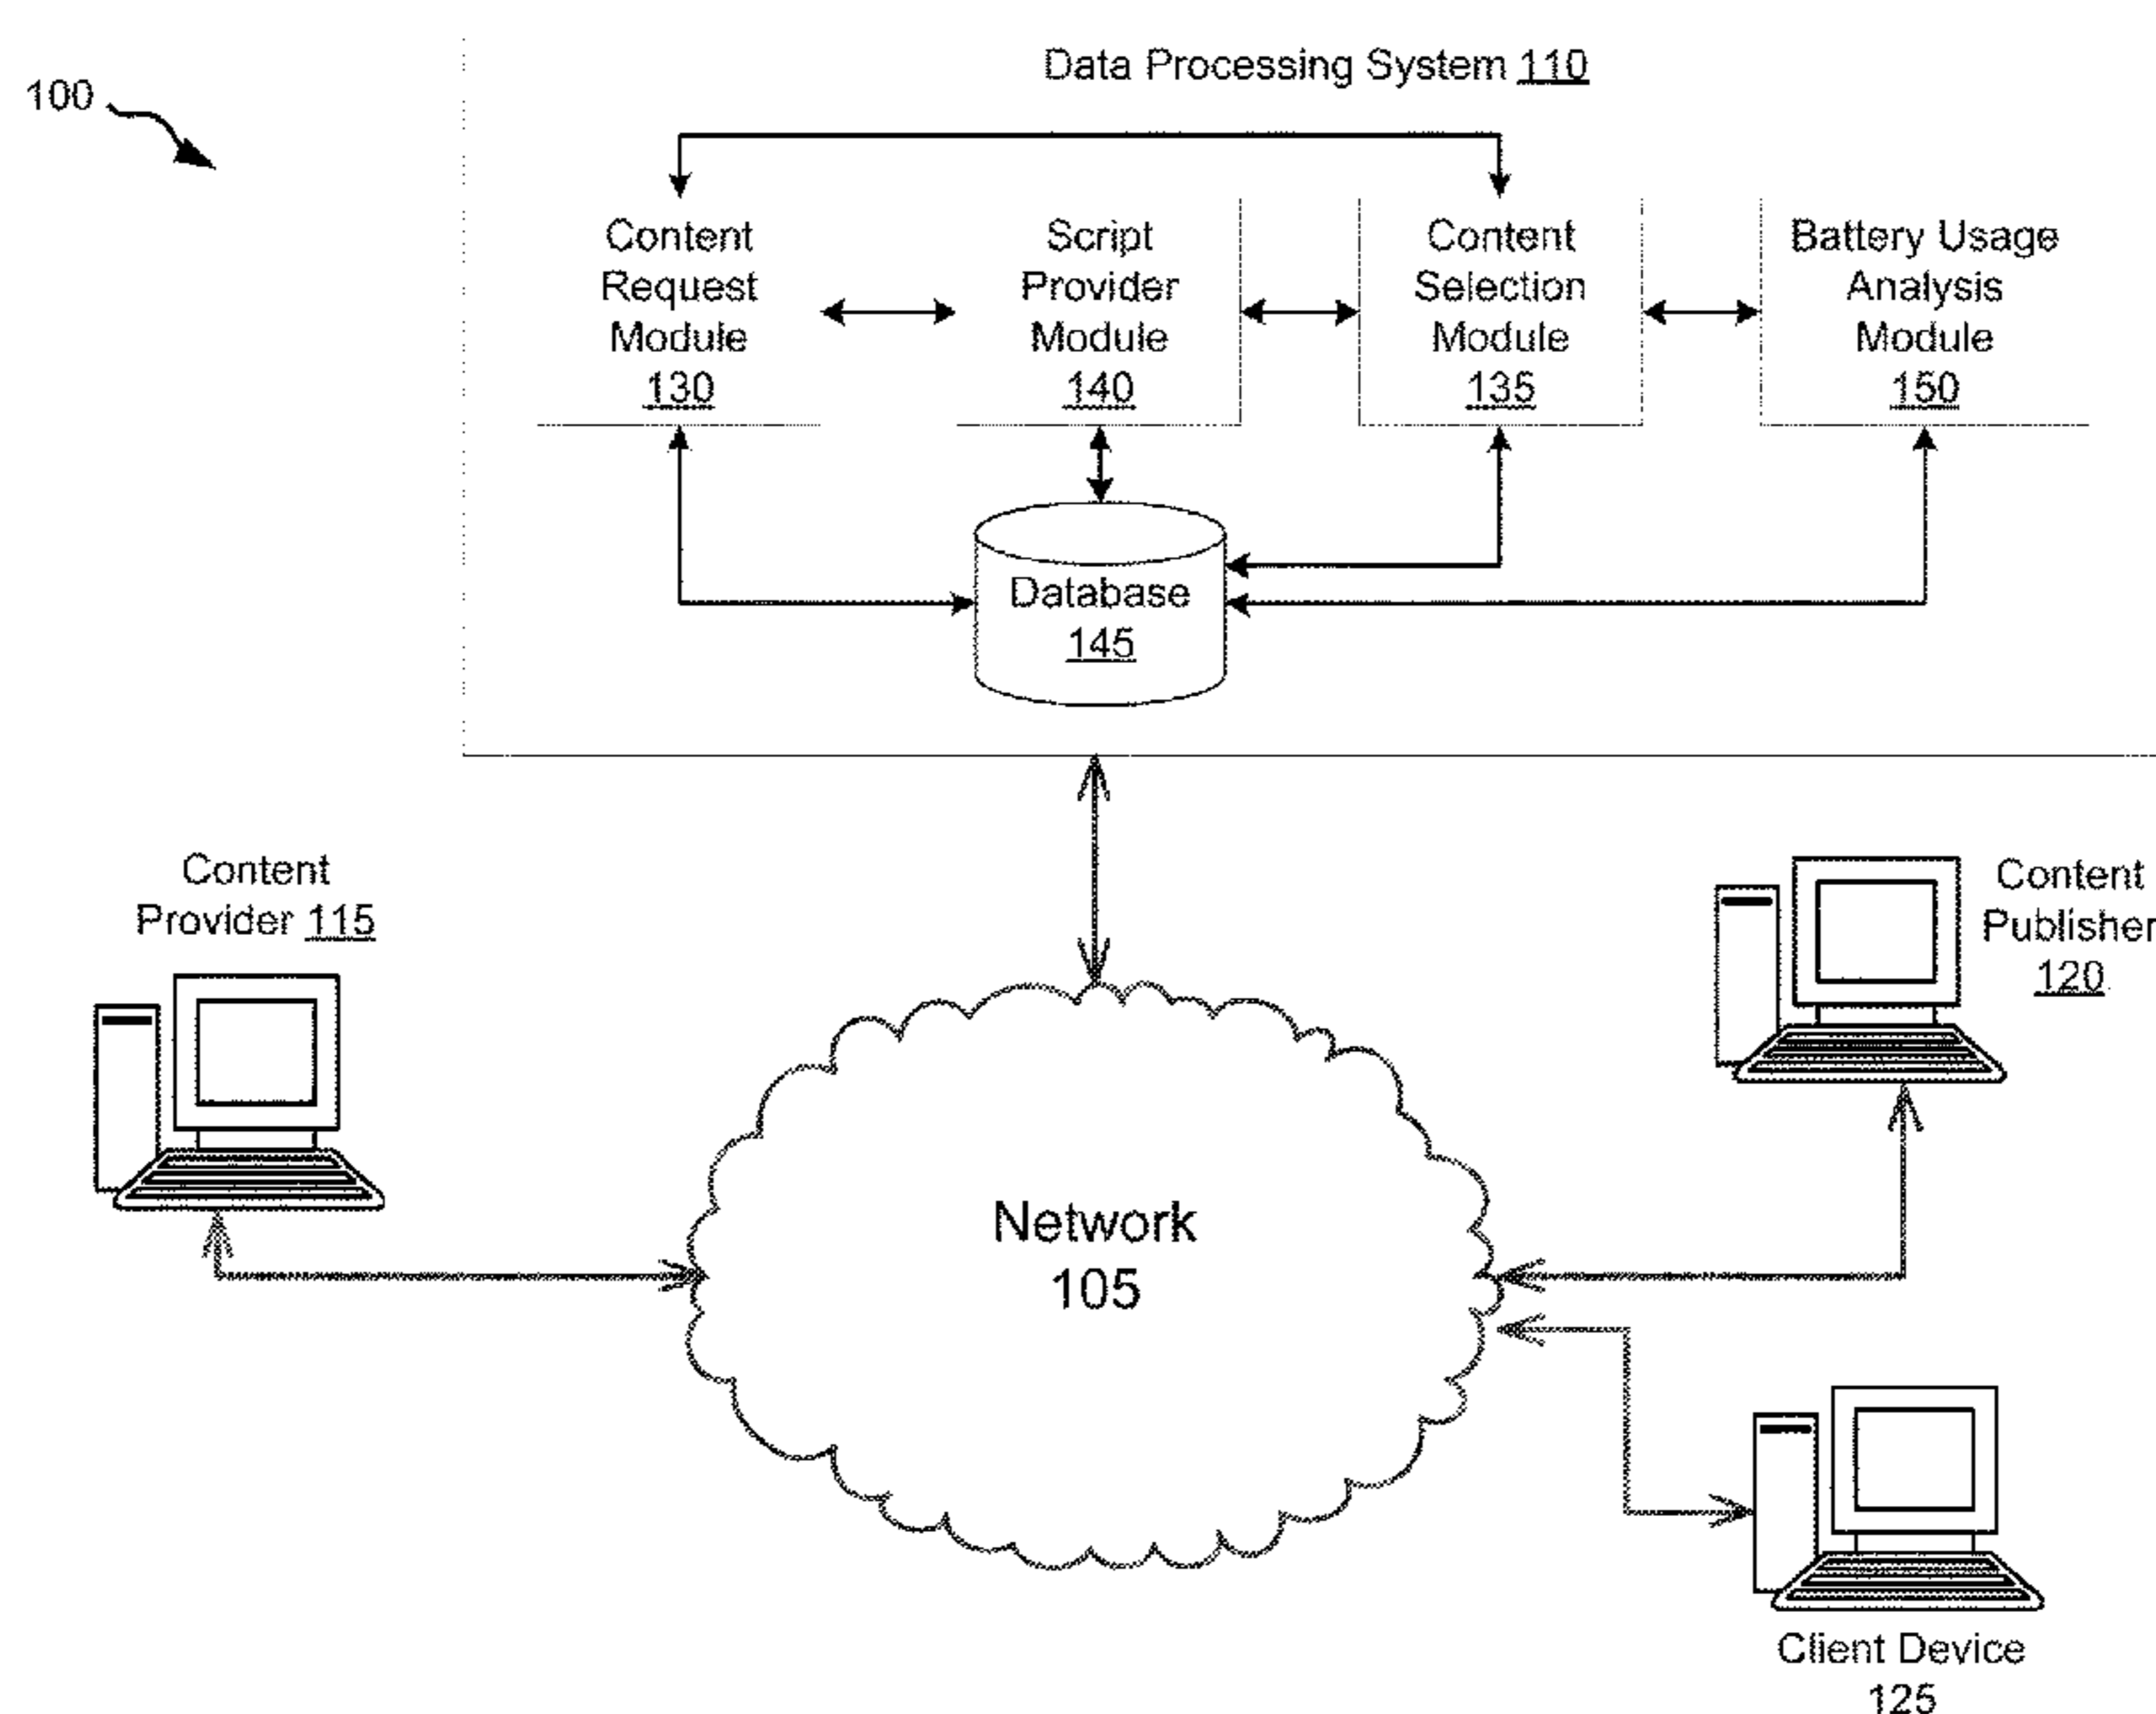 100
Data Processing System 110
Content
Request
Module
130
Script
Provider
Module
140
Content
Selection
Module
135
Battery Usage
Analysis
Module
150
Database
145
Content
Provider 115
Content
Publisher
120
Network
105
Client Device
125